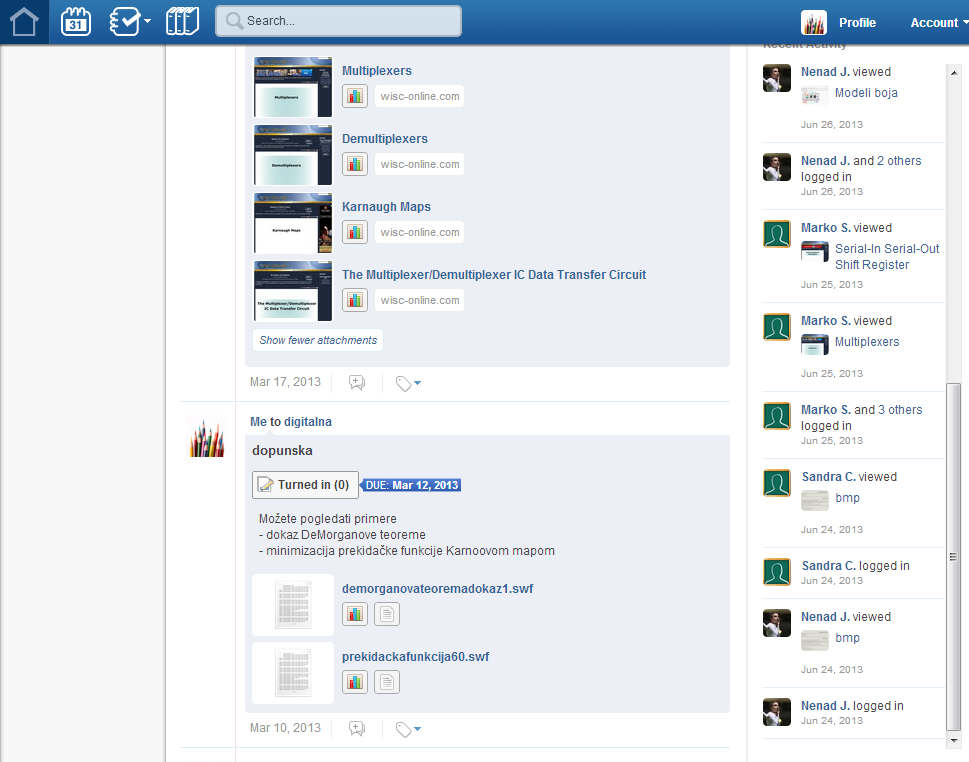 31
Search...
Profile
Account
Multiplexers
Multiplexers
wisc-online.com
Demultiplexers
Demultiplexers
wisc-online.com
Karnaugh Maps
Karnaugh Maps
wisc-online.com
The Multiplexer/Demultiplexer
IC Data Transfer Circuit
The Multiplexer/Demultiplexer IC Data Transfer Circuit
wisc-online.com
Show fewer attachments
Mar 17, 2013
Me to digitalna
dopunska
Turned in (0)
DUE: Mar 12, 2013
Možete pogledati primere
- dokaz DeMorganove teoreme
- minimizacija prekidačke funkcije Karnoovom mapom
demorganovateoremadokaz1.swf
prekidackafunkcija60.swf
Mar 10, 2013
Recent Activity
Nenad J. viewed
Modeli boja
Jun 26, 2013
Nenad J. and 2 others
logged in
Jun 26, 2013
Marko S. viewed
Serial-In Serial-Out
Shift Register
Jun 25, 2013
Marko S. viewed
Multiplexers
Jun 25, 2013
Marko S. and 3 others
logged in
Jun 25, 2013
Sandra C. viewed
bmp
Jun 24, 2013
Sandra C. logged in
Jun 24, 2013
Nenad J. viewed
bmp
Jun 24, 2013
Nenad J. logged in
Jun 24, 2013